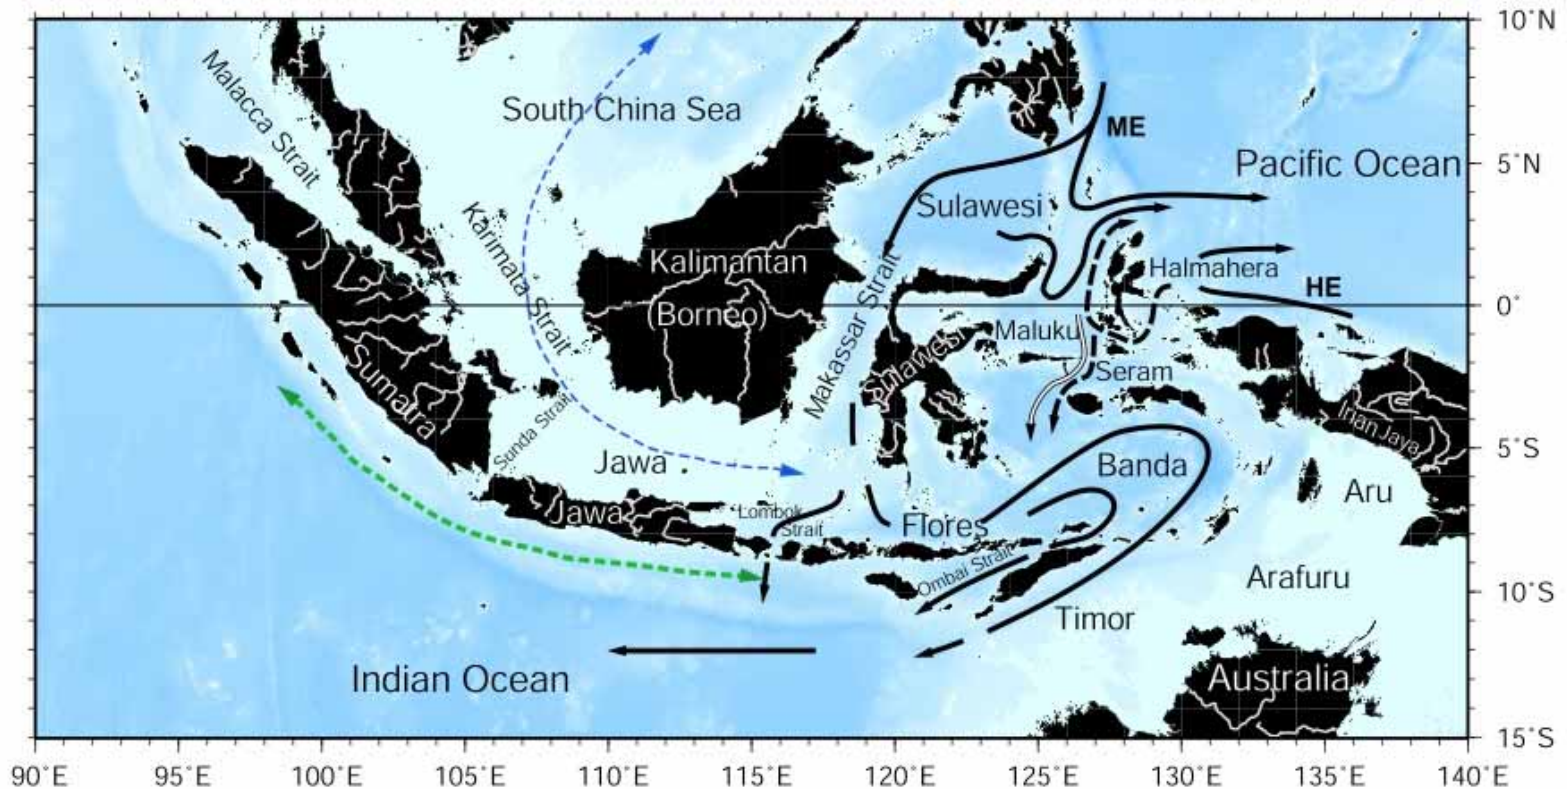 10°N
5°N
0°
5°S
10°S
15°S
90°E
95°E
100°E
105°E
110°E
115°E
120°E
125°E
130°E
135°E
140°E
Malacca Strait
South China Sea
ME
Pacific Ocean
Sulawesi
Karimata Strait
Kalimantan
(Borneo)
Makassar Strait
Halmahera
HE
Maluku
Sulawesi
Seram
Sumatra
Irian Jaya
Sunda Strait
Jawa
Banda
Aru
Jawa
Lombok
Strait
Flores
Ombai Strait
Arafuru
Timor
Indian Ocean
Australia